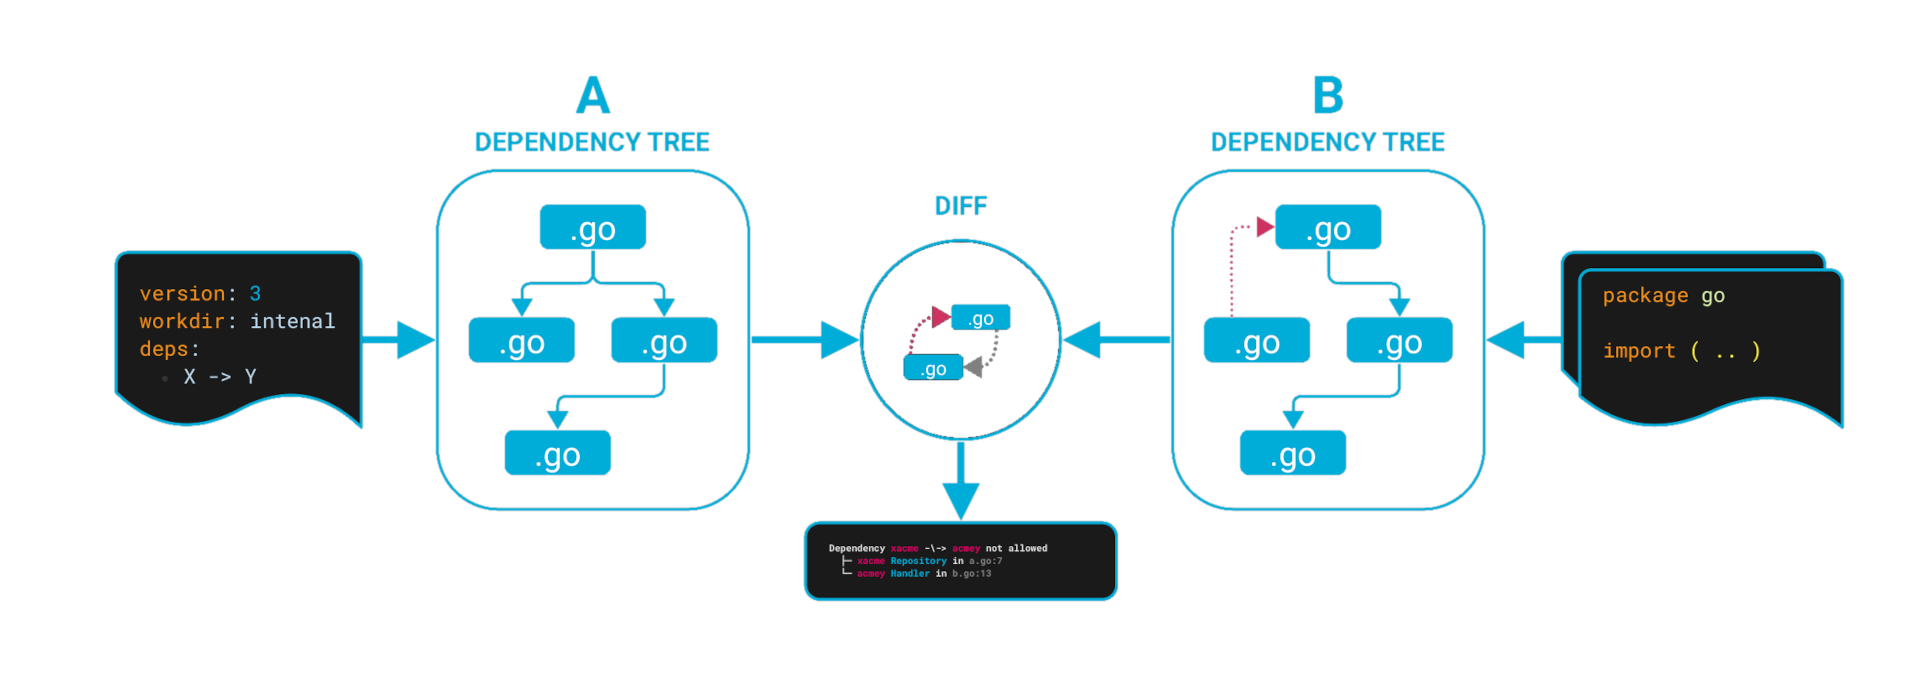 A
DEPENDENCY TREE
.go
.go
.go
.go
version: 3
workdir: intenal
deps:
X -> Y
DIFF
.go
.go
Dependency xacme -\-> acmey not allowed
├─ xacme Repository in a.go:7
└─ acmey Handler in b.go:13
B
DEPENDENCY TREE
.go
.go
.go
.go
package go
import ( .. )